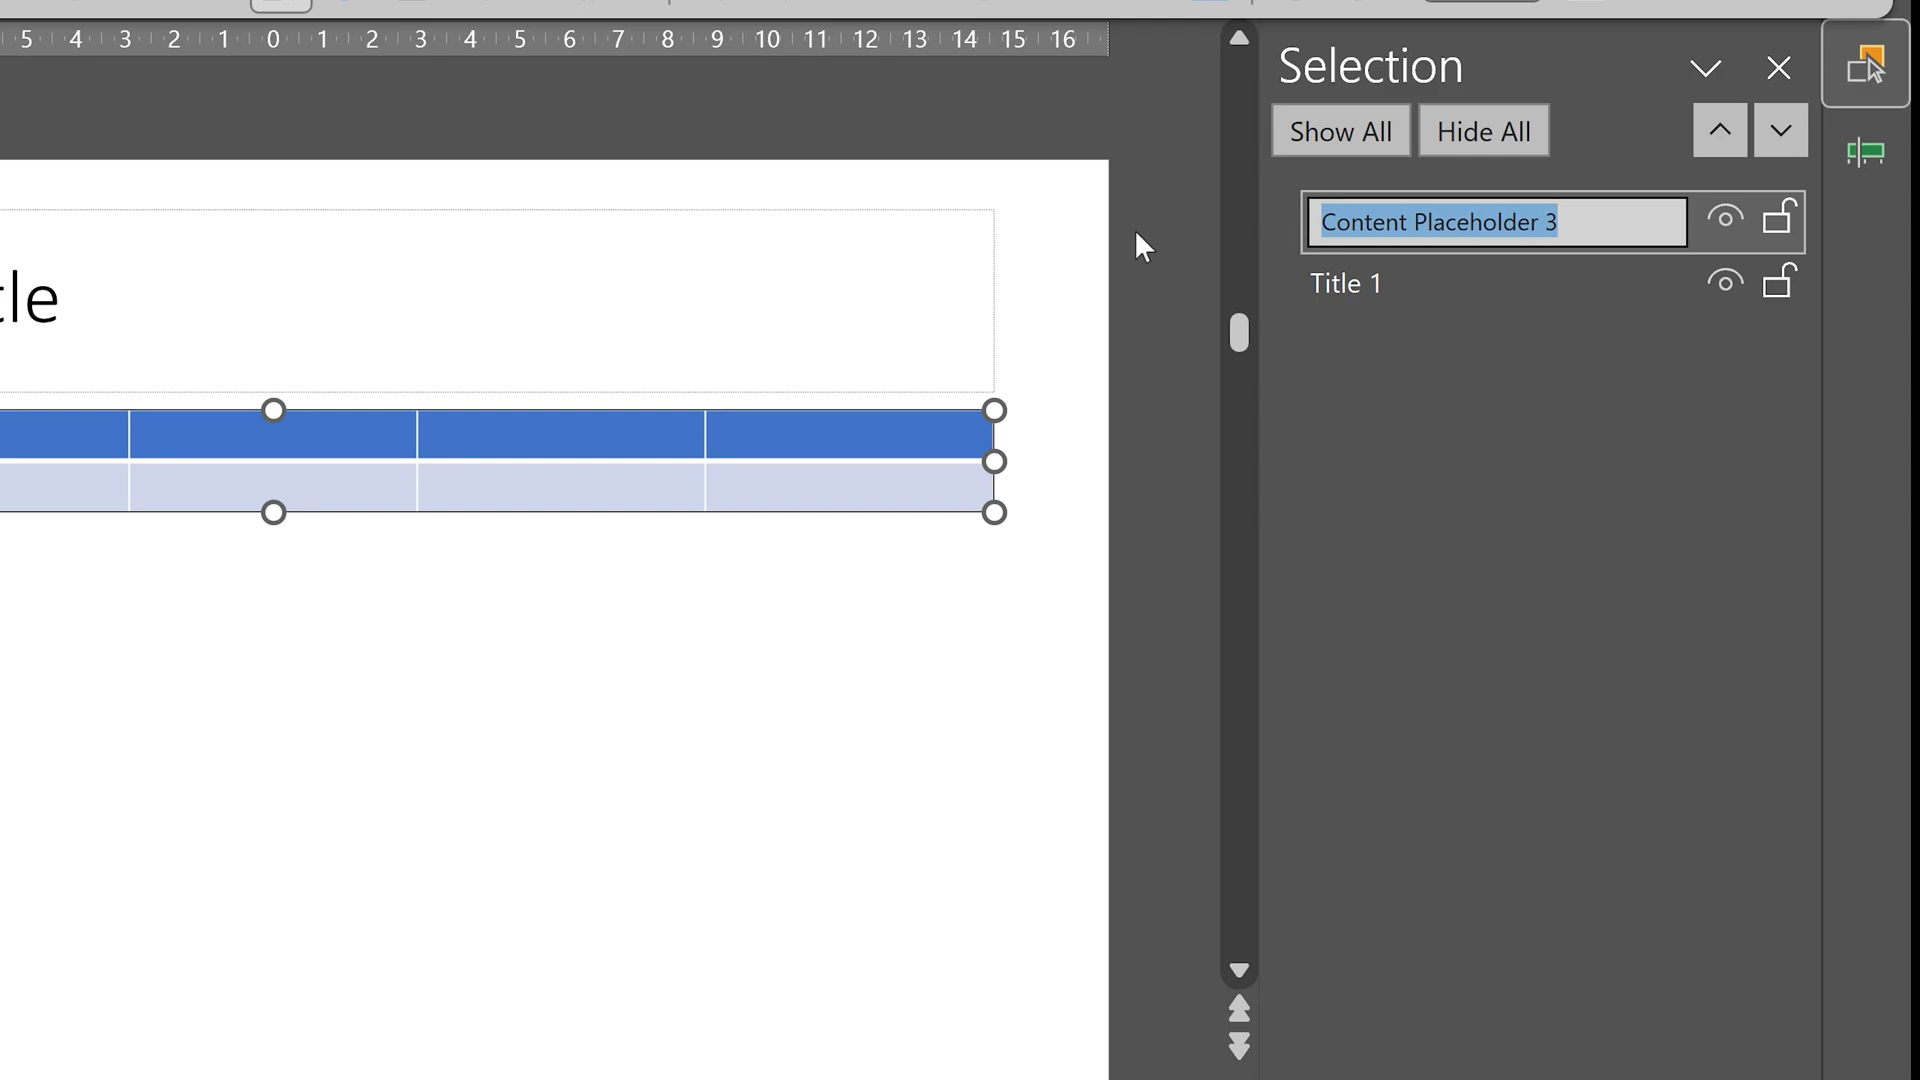 5 4 3 2 1 0 1 2 3 4 5 6 7 8 9 10 11 12 13 14 15 16
Selection
Show All Hide All
Content Placeholder 3
Title 1
tle